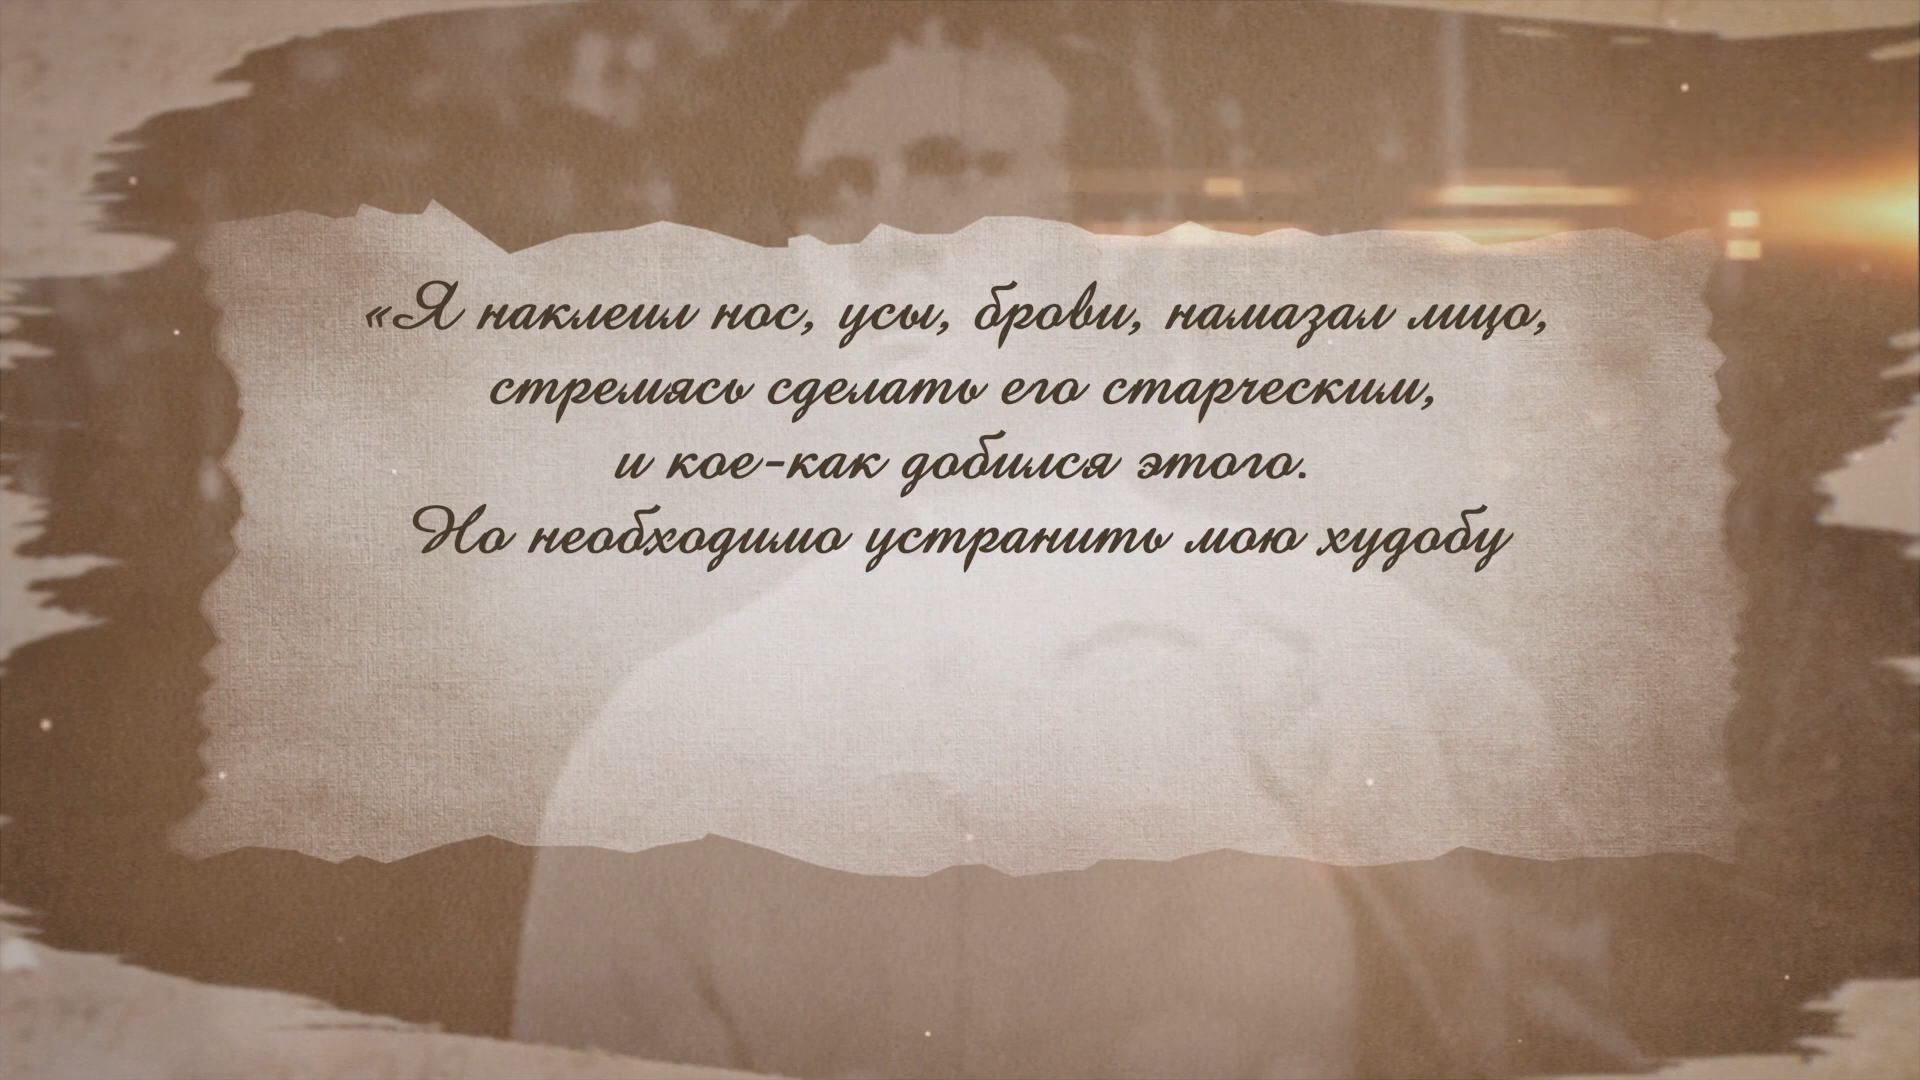 «Я наклеил нос, усы, брови, намазал лицо,
стремясь сделать его старческим,
и кое-как добился этого.
Но необходимо устранить мою худобу